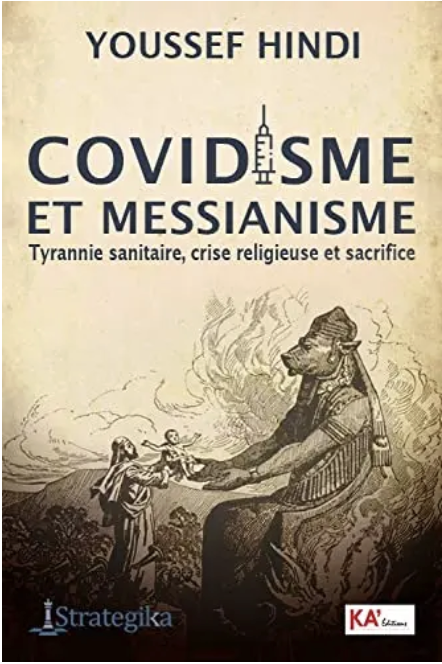 YOUSSEF HINDI
COVIDISME
ET MESSIANISME
Tyrannie sanitaire, crise religieuse et sacrifice
Strategika
KA' Éditions